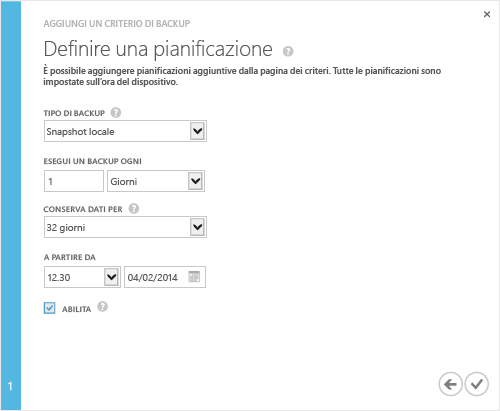 AGGIUNGI UN CRITERIO DI BACKUP
Definire una pianificazione ?
È possibile aggiungere pianificazioni aggiuntive dalla pagina dei criteri. Tutte le pianificazioni sono
impostate sull'ora del dispositivo.
TIPO DI BACKUP ?
Snapshot locale
ESEGUI UN BACKUP OGNI
1 Giorni
CONSERVA DATI PER ?
32 giorni
A PARTIRE DA
12.30 04/02/2014
ABILITA ?
1